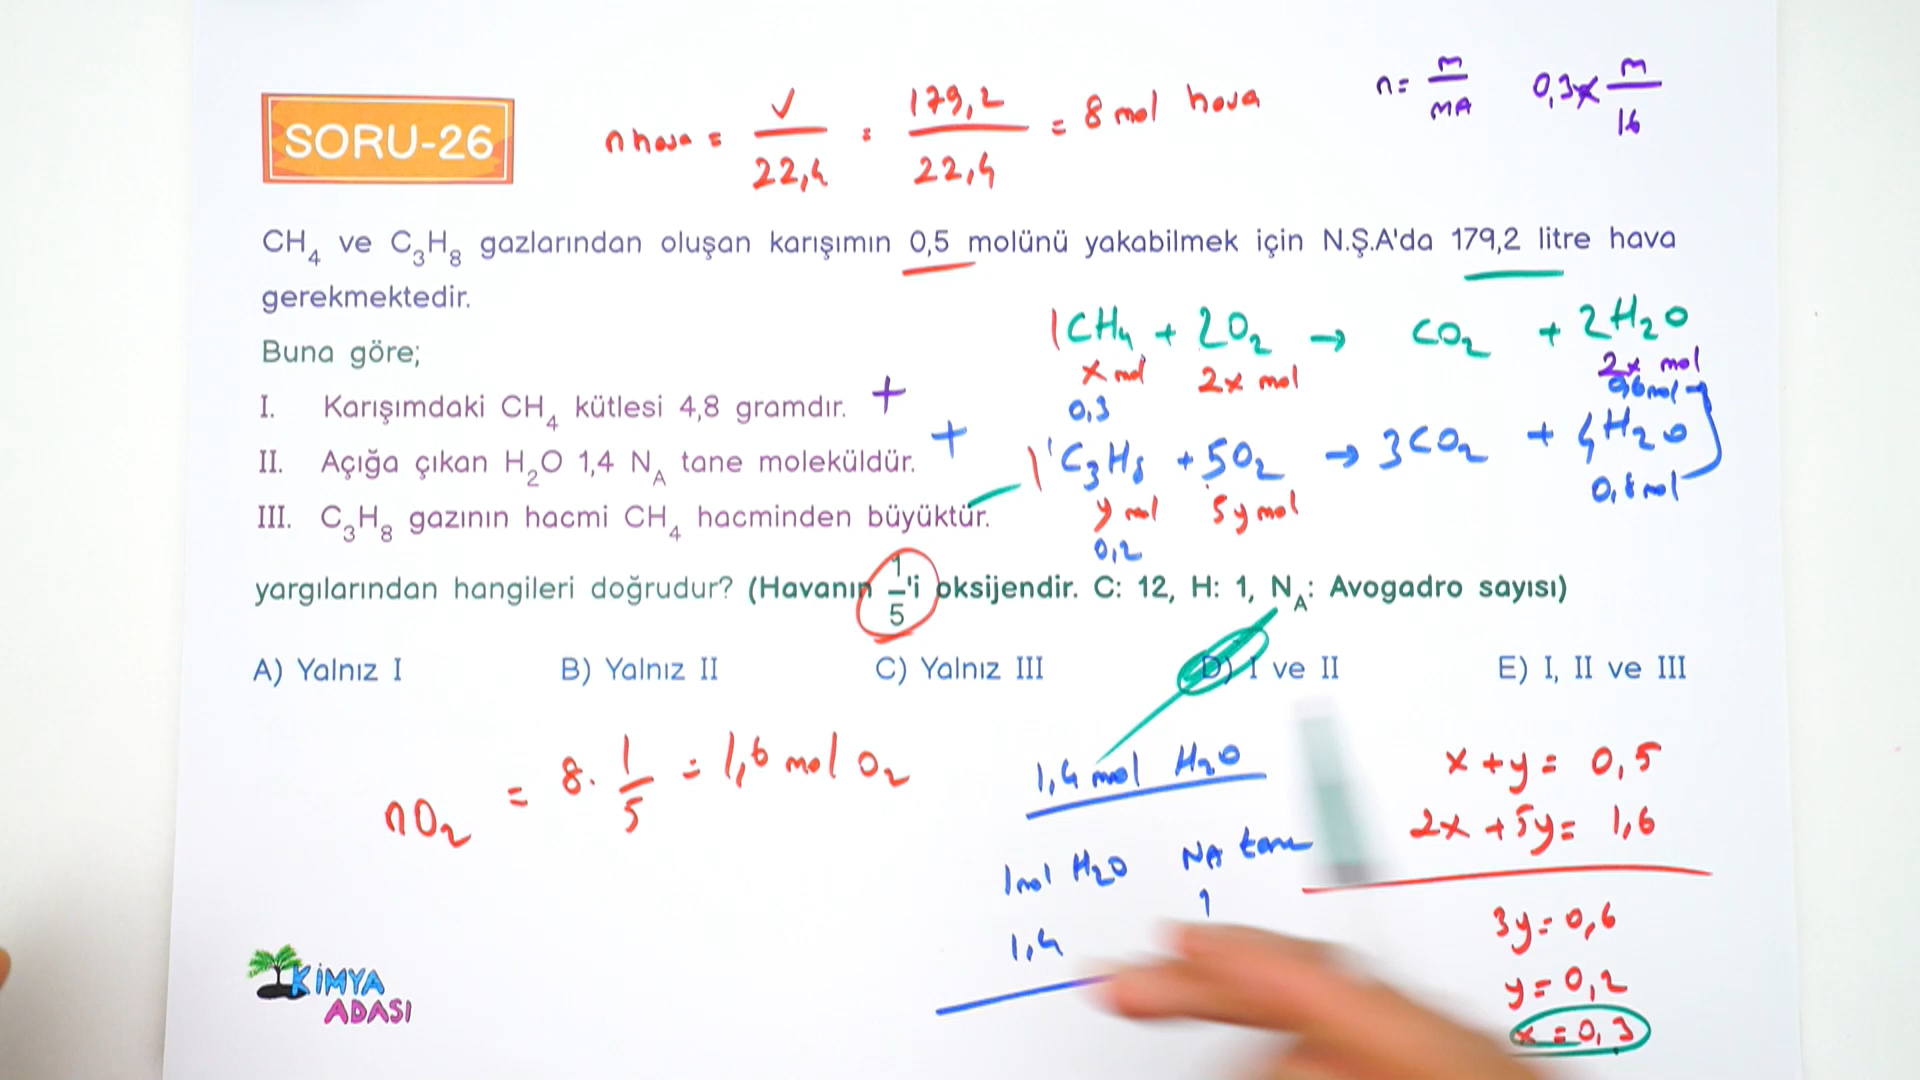 SORU-26
n hava = V / 22,4 = 179,2 / 22,4 = 8 mol hava
n = m / MA
0,3 m / 16
CH4 ve C3H8 gazlarından oluşan karışımın 0,5 molünü yakabilmek için N.Ş.A'da 179,2 litre hava
gerekmektedir.
Buna göre;
I. Karışımdaki CH4 kütlesi 4,8 gramdır. +
II. Açığa çıkan H2O 1,4 NA tane moleküldür. +
III. C3H8 gazının hacmi CH4 hacminden büyüktür. -
1CH4 + 2O2 → CO2 + 2H2O
x mol 2x mol 2x mol
0,3 0,6 mol
1 C3H8 + 5O2 → 3CO2 + 4H2O
y mol 5y mol 0,8 mol
0,2
yargılarından hangileri doğrudur? (Havanın 1/5'i oksijendir. C: 12, H: 1, NA: Avogadro sayısı)
A) Yalnız I B) Yalnız II C) Yalnız III D) I ve II E) I, II ve III
nO2 = 8 . 1/5 = 1,6 mol O2
1,4 mol H2O
1mol H2O NA tane
1,4
x + y = 0,5
2x + 5y = 1,6
3y = 0,6
y = 0,2
x = 0,3
KİMYA
ADASI